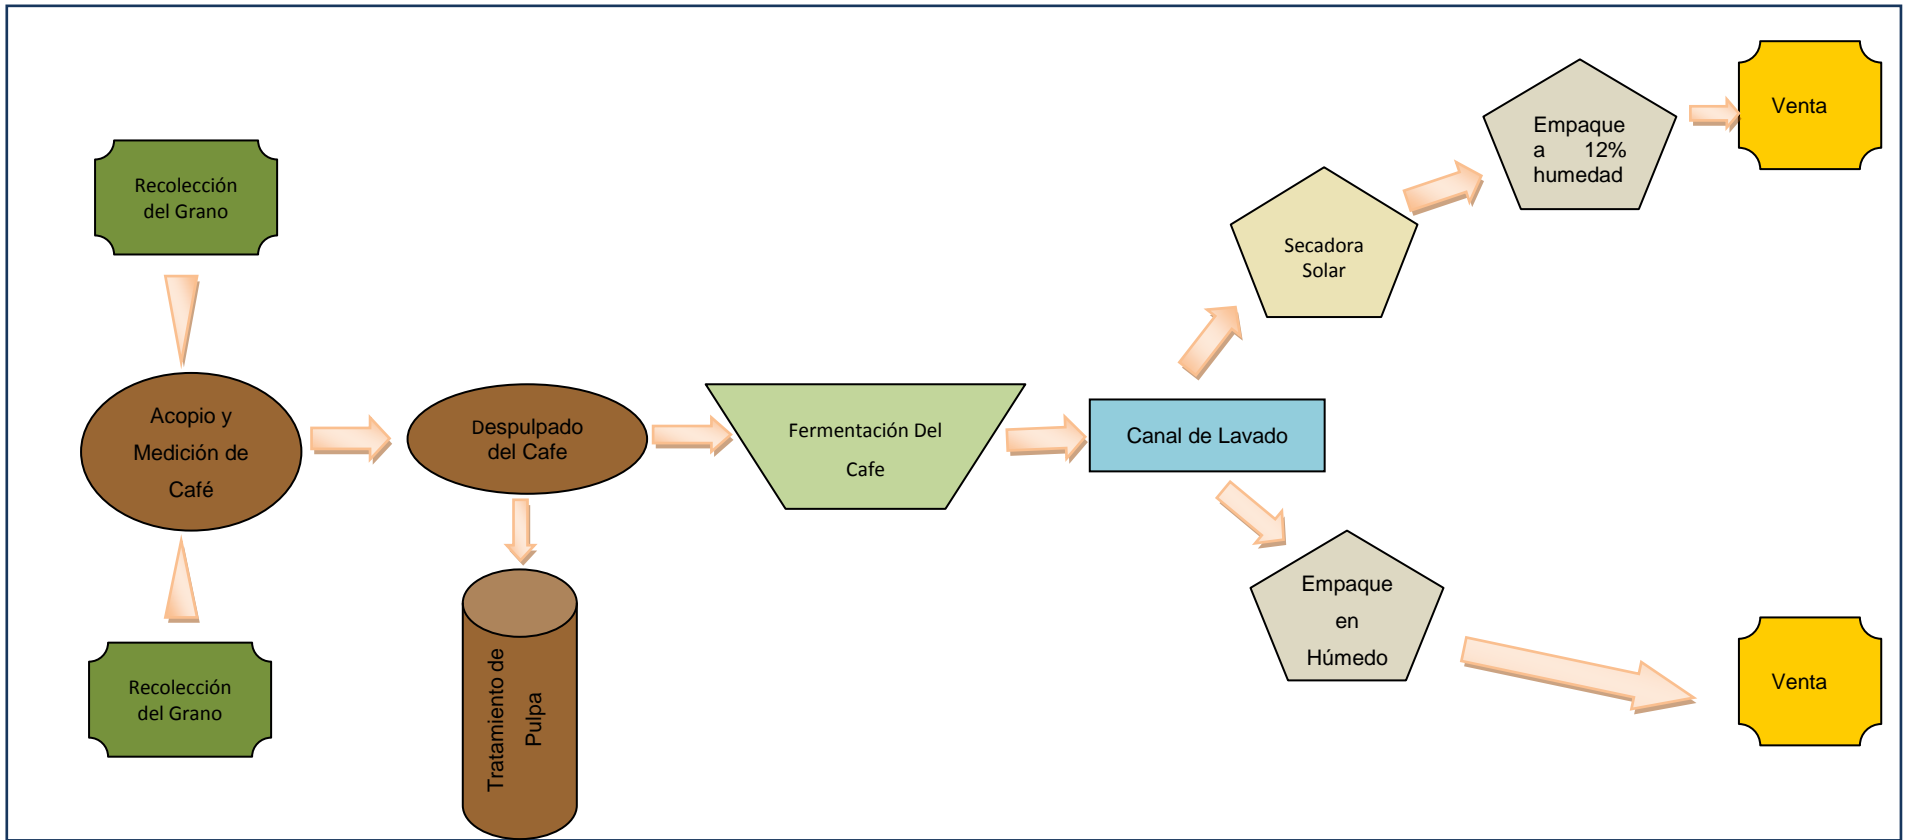 Recolección
del Grano
Acopio y
Medición de
Café
Recolección
del Grano
Despulpado
del Cafe
Tratamiento de
Pulpa
Fermentación Del
Cafe
Canal de Lavado
Secadora
Solar
Empaque
a 12%
humedad
Venta
Empaque
en
Húmedo
Venta